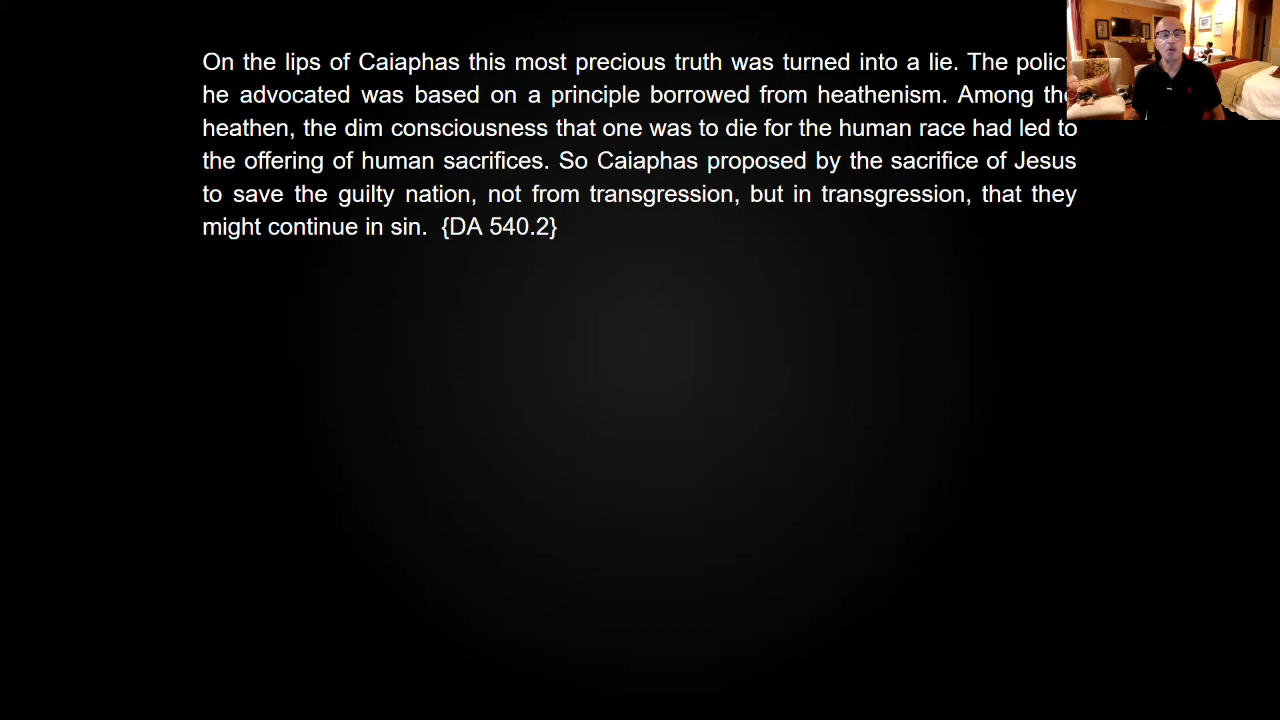 On the lips of Caiaphas this most precious truth was turned into a lie. The policy
he advocated was based on a principle borrowed from heathenism. Among the
heathen, the dim consciousness that one was to die for the human race had led to
the offering of human sacrifices. So Caiaphas proposed by the sacrifice of Jesus
to save the guilty nation, not from transgression, but in transgression, that they
might continue in sin. {DA 540.2}